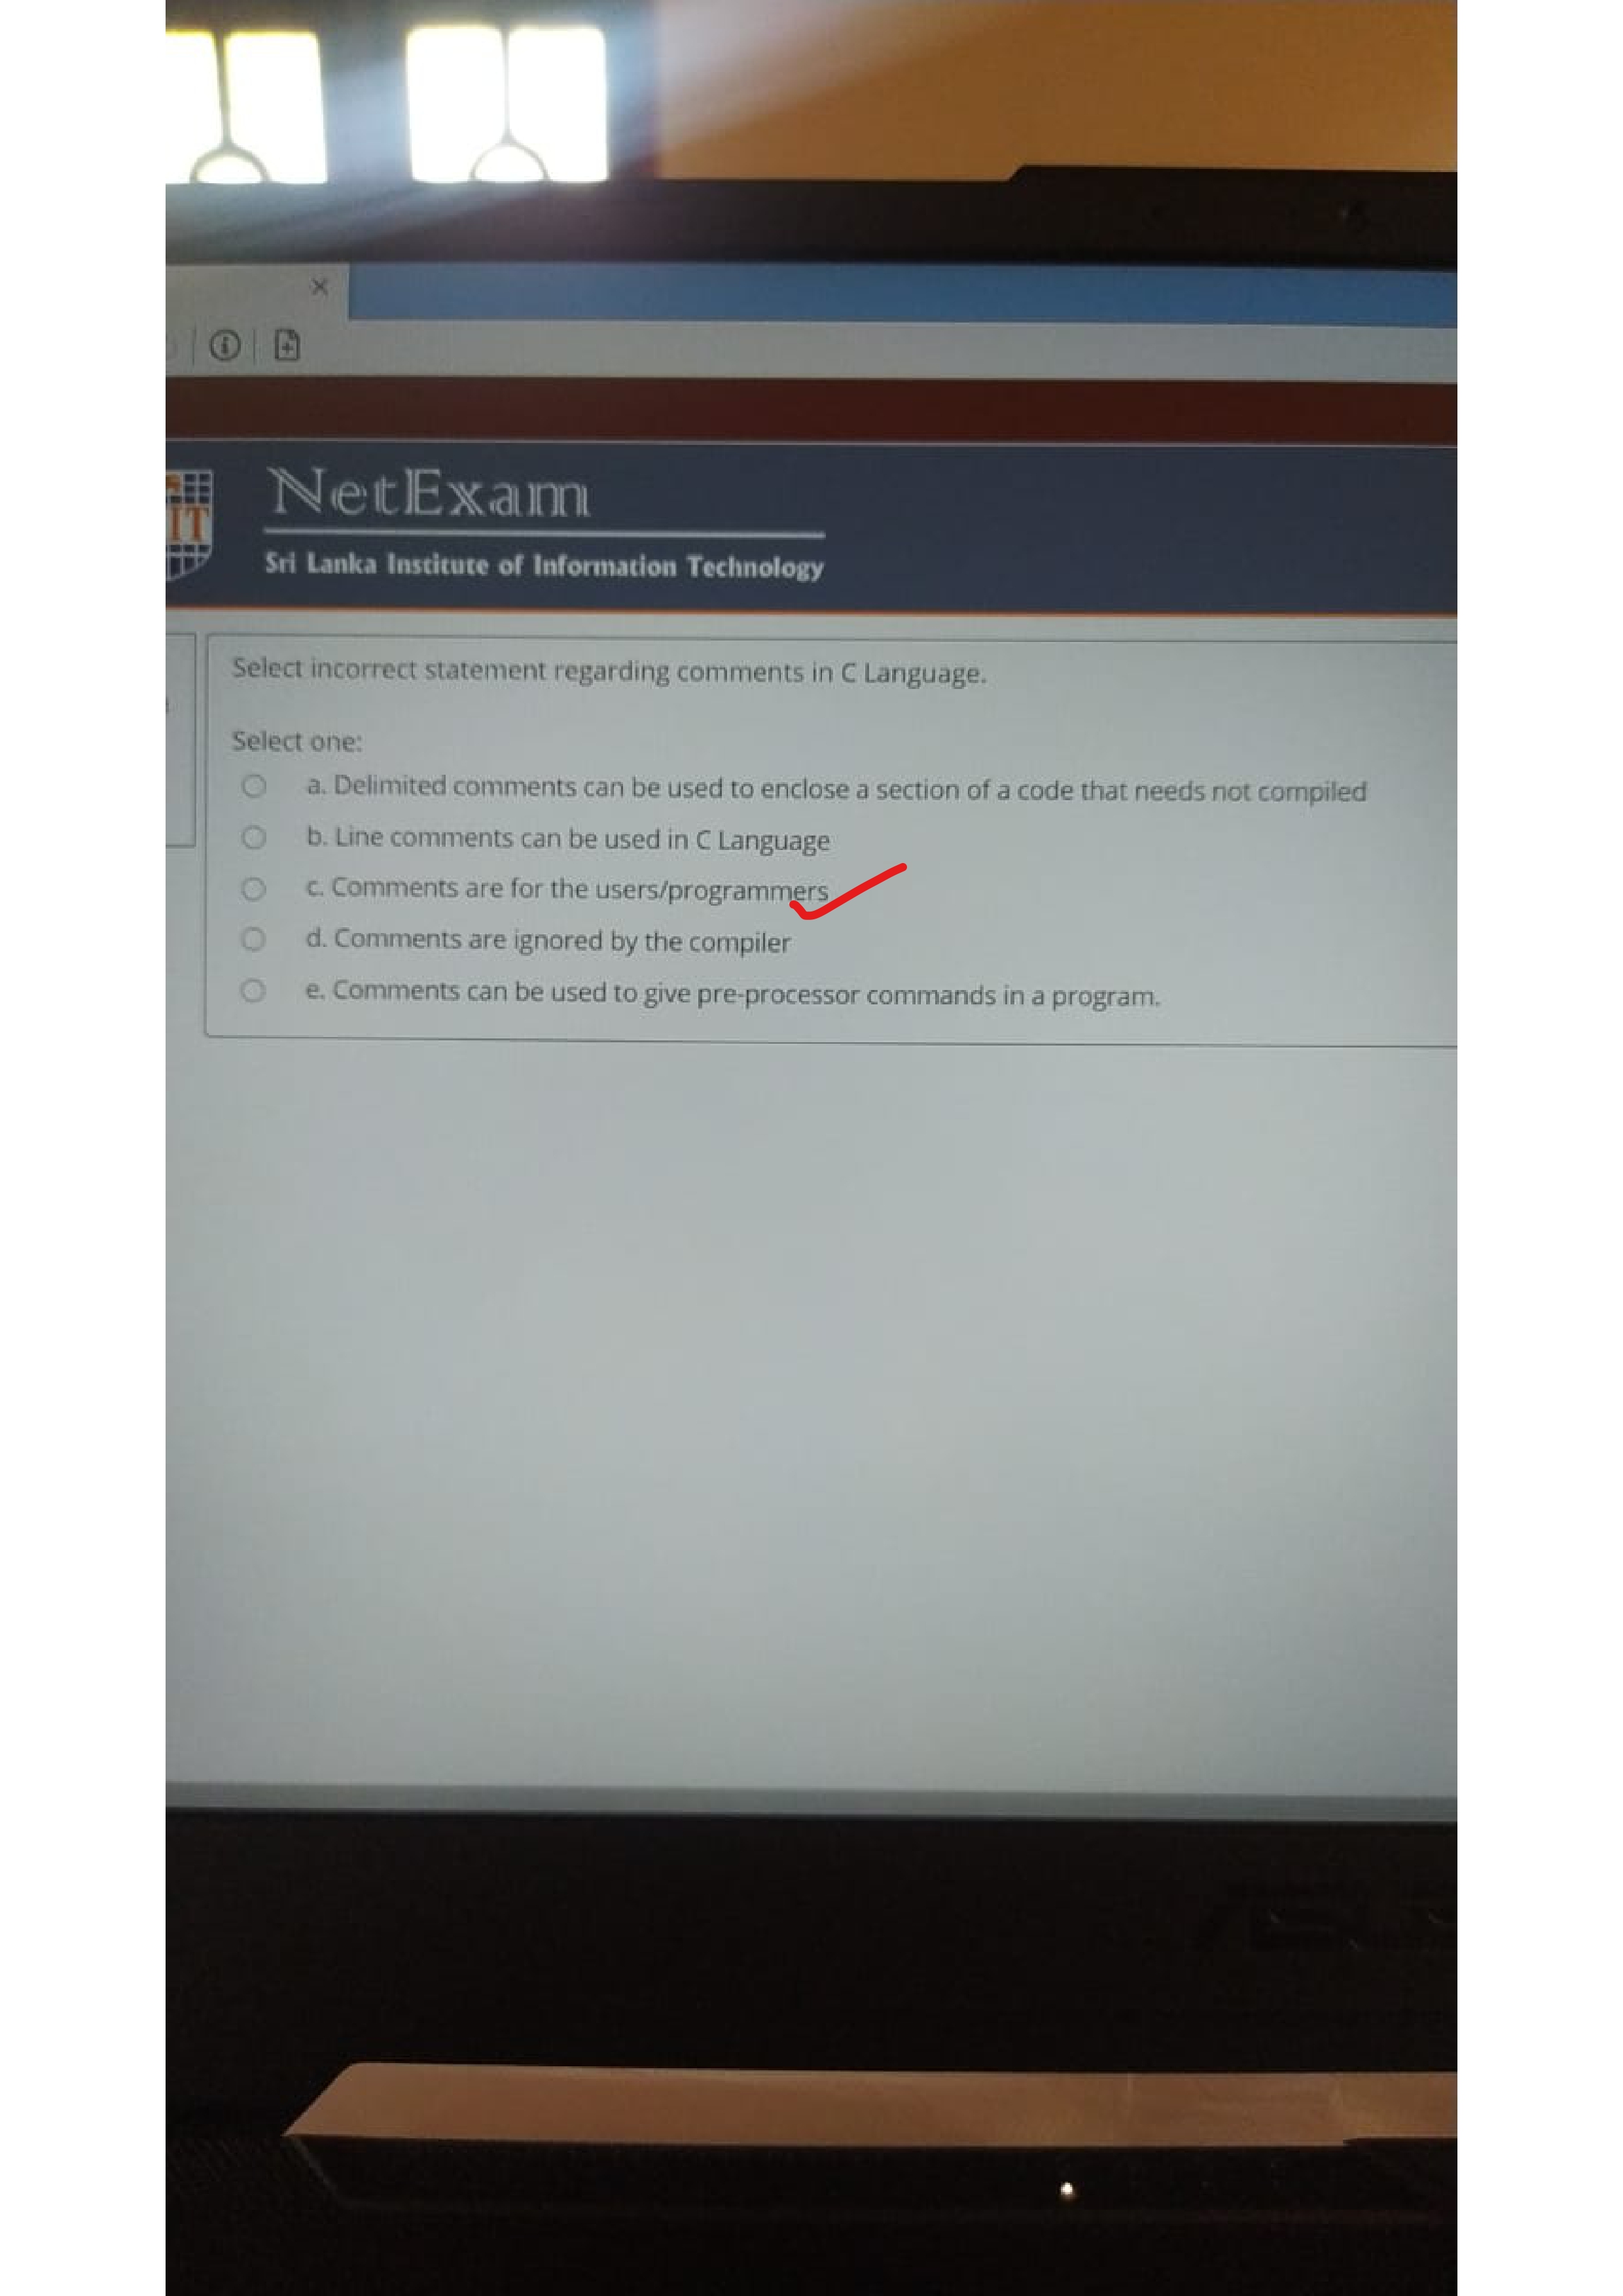 NetExam
IT
Sri Lanka Institute of Information Technology
Select incorrect statement regarding comments in C Language.
Select one:
a. Delimited comments can be used to enclose a section of a code that needs not compiled
b. Line comments can be used in C Language
c. Comments are for the users/programmers
d. Comments are ignored by the compiler
e. Comments can be used to give pre-processor commands in a program.